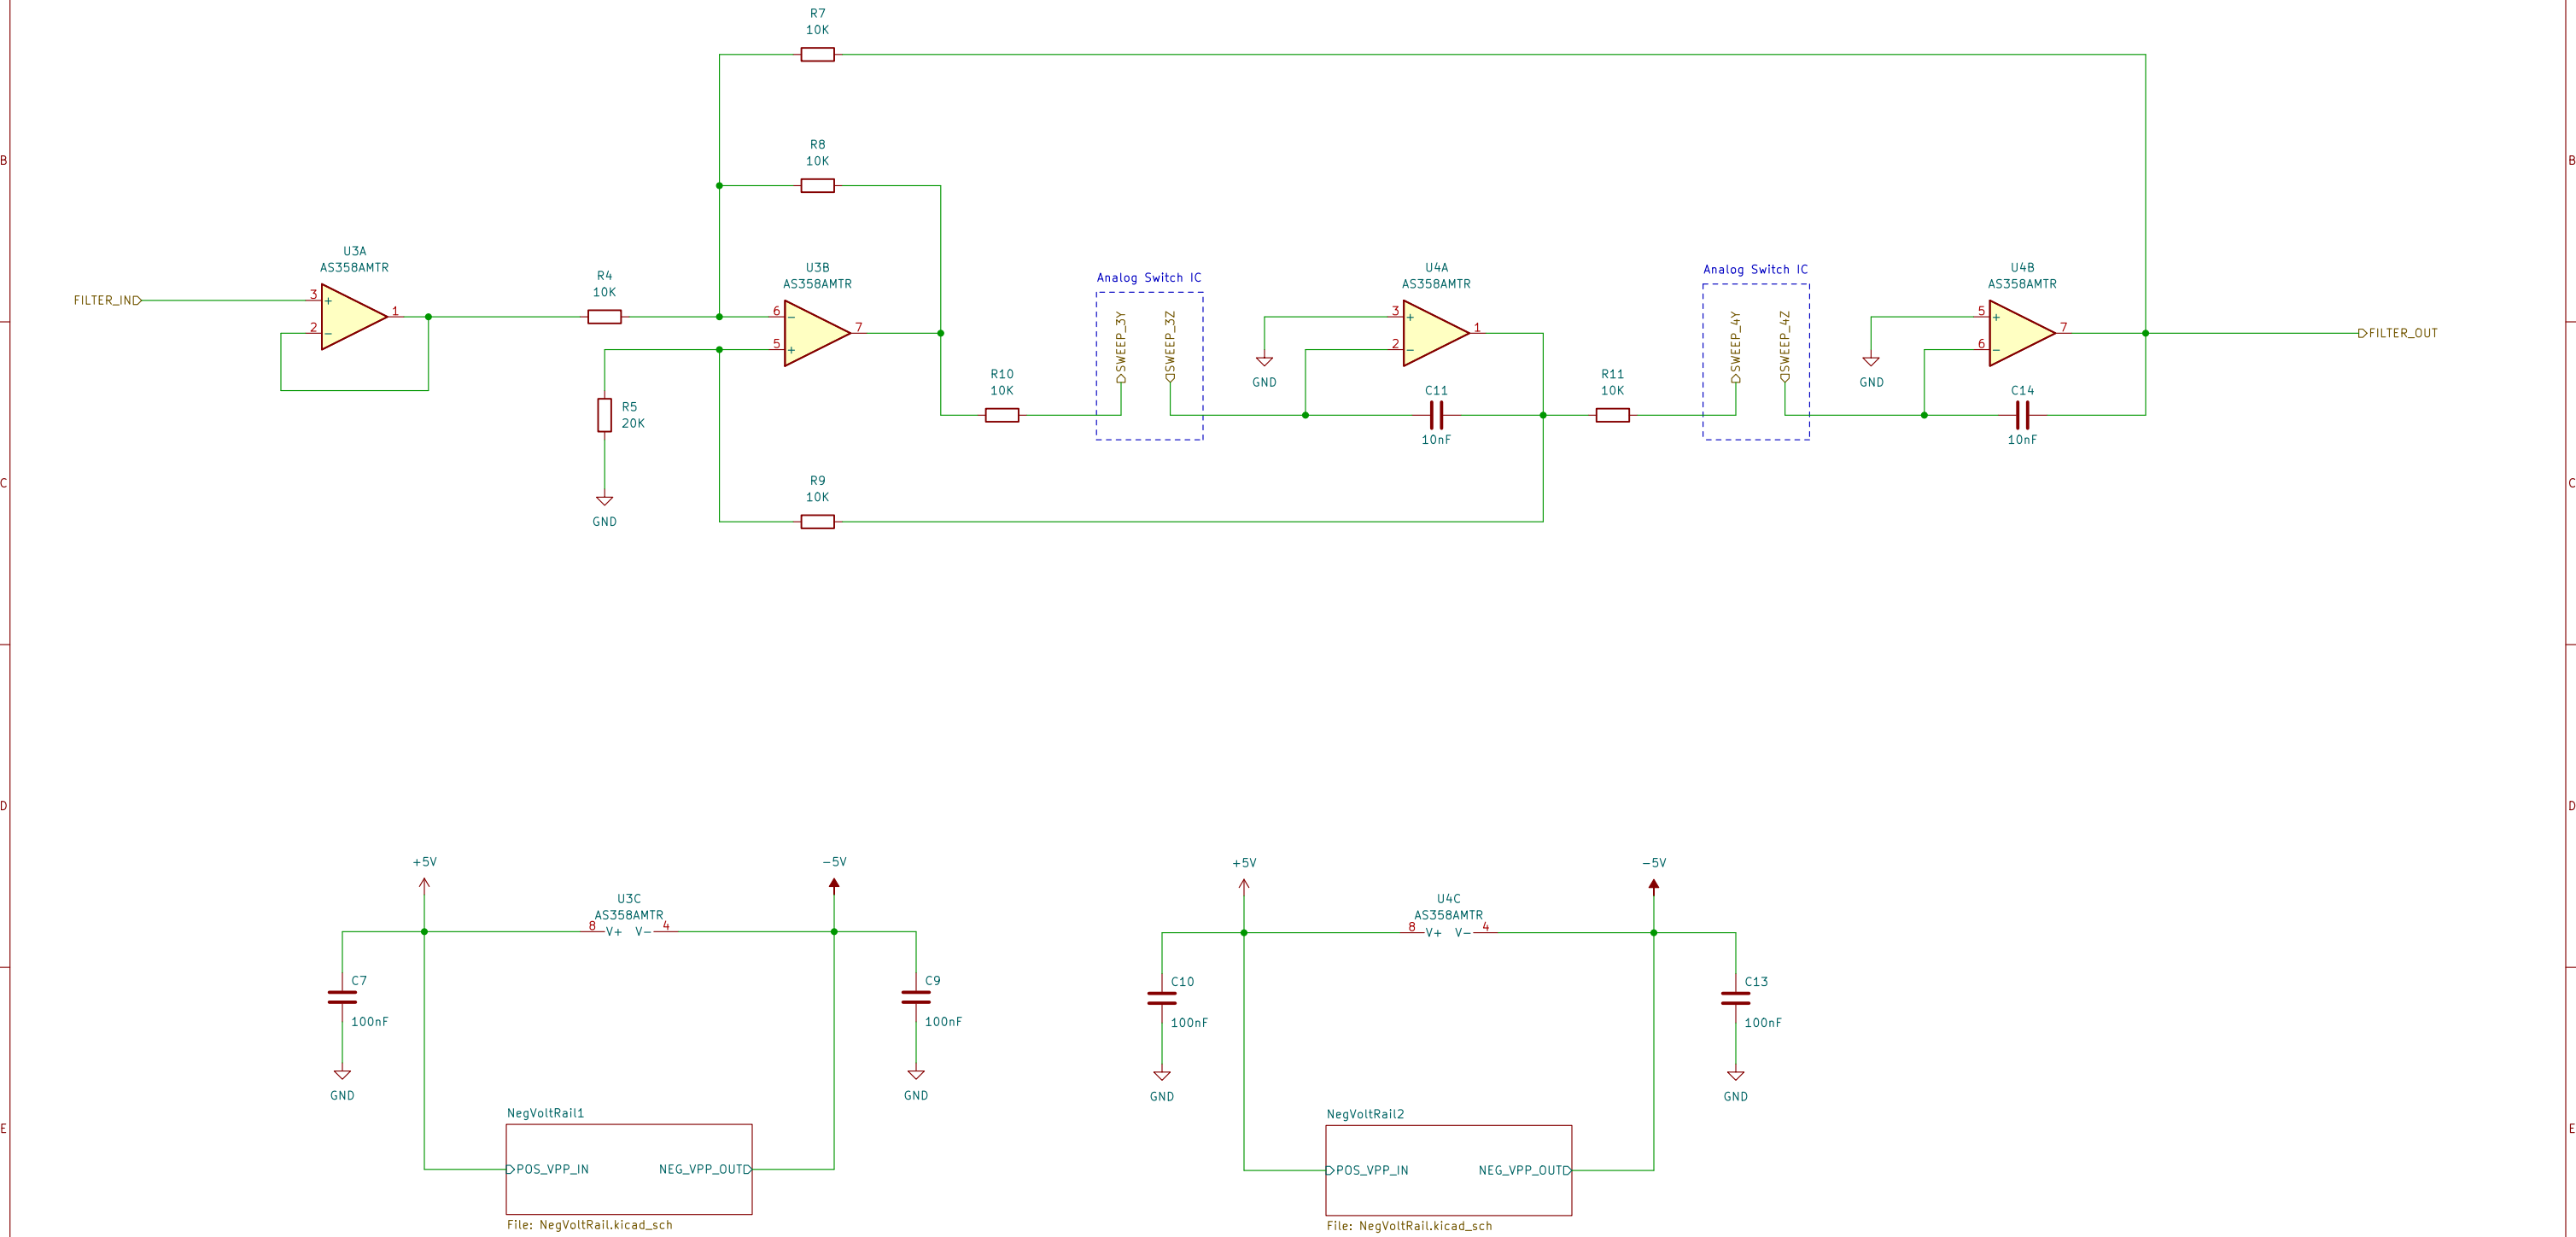 R7
10K
R8
10K
B
B
U3A
AS358AMTR
FILTER_IN
3
+
2
−
1
R4
10K
U3B
AS358AMTR
6
−
5
+
7
R5
20K
GND
R9
10K
R10
10K
Analog Switch IC
SWEEP_3Y
SWEEP_3Z
GND
U4A
AS358AMTR
3
+
2
−
1
C11
10nF
R11
10K
Analog Switch IC
SWEEP_4Y
SWEEP_4Z
GND
U4B
AS358AMTR
5
+
6
−
7
C14
10nF
FILTER_OUT
C
C
D
D
+5V
−5V
U3C
AS358AMTR
8
V+
V−
4
C7
100nF
GND
C9
100nF
GND
NegVoltRail1
POS_VPP_IN
NEG_VPP_OUT
File: NegVoltRail.kicad_sch
+5V
−5V
U4C
AS358AMTR
8
V+
V−
4
C10
100nF
GND
C13
100nF
GND
NegVoltRail2
POS_VPP_IN
NEG_VPP_OUT
File: NegVoltRail.kicad_sch
E
E